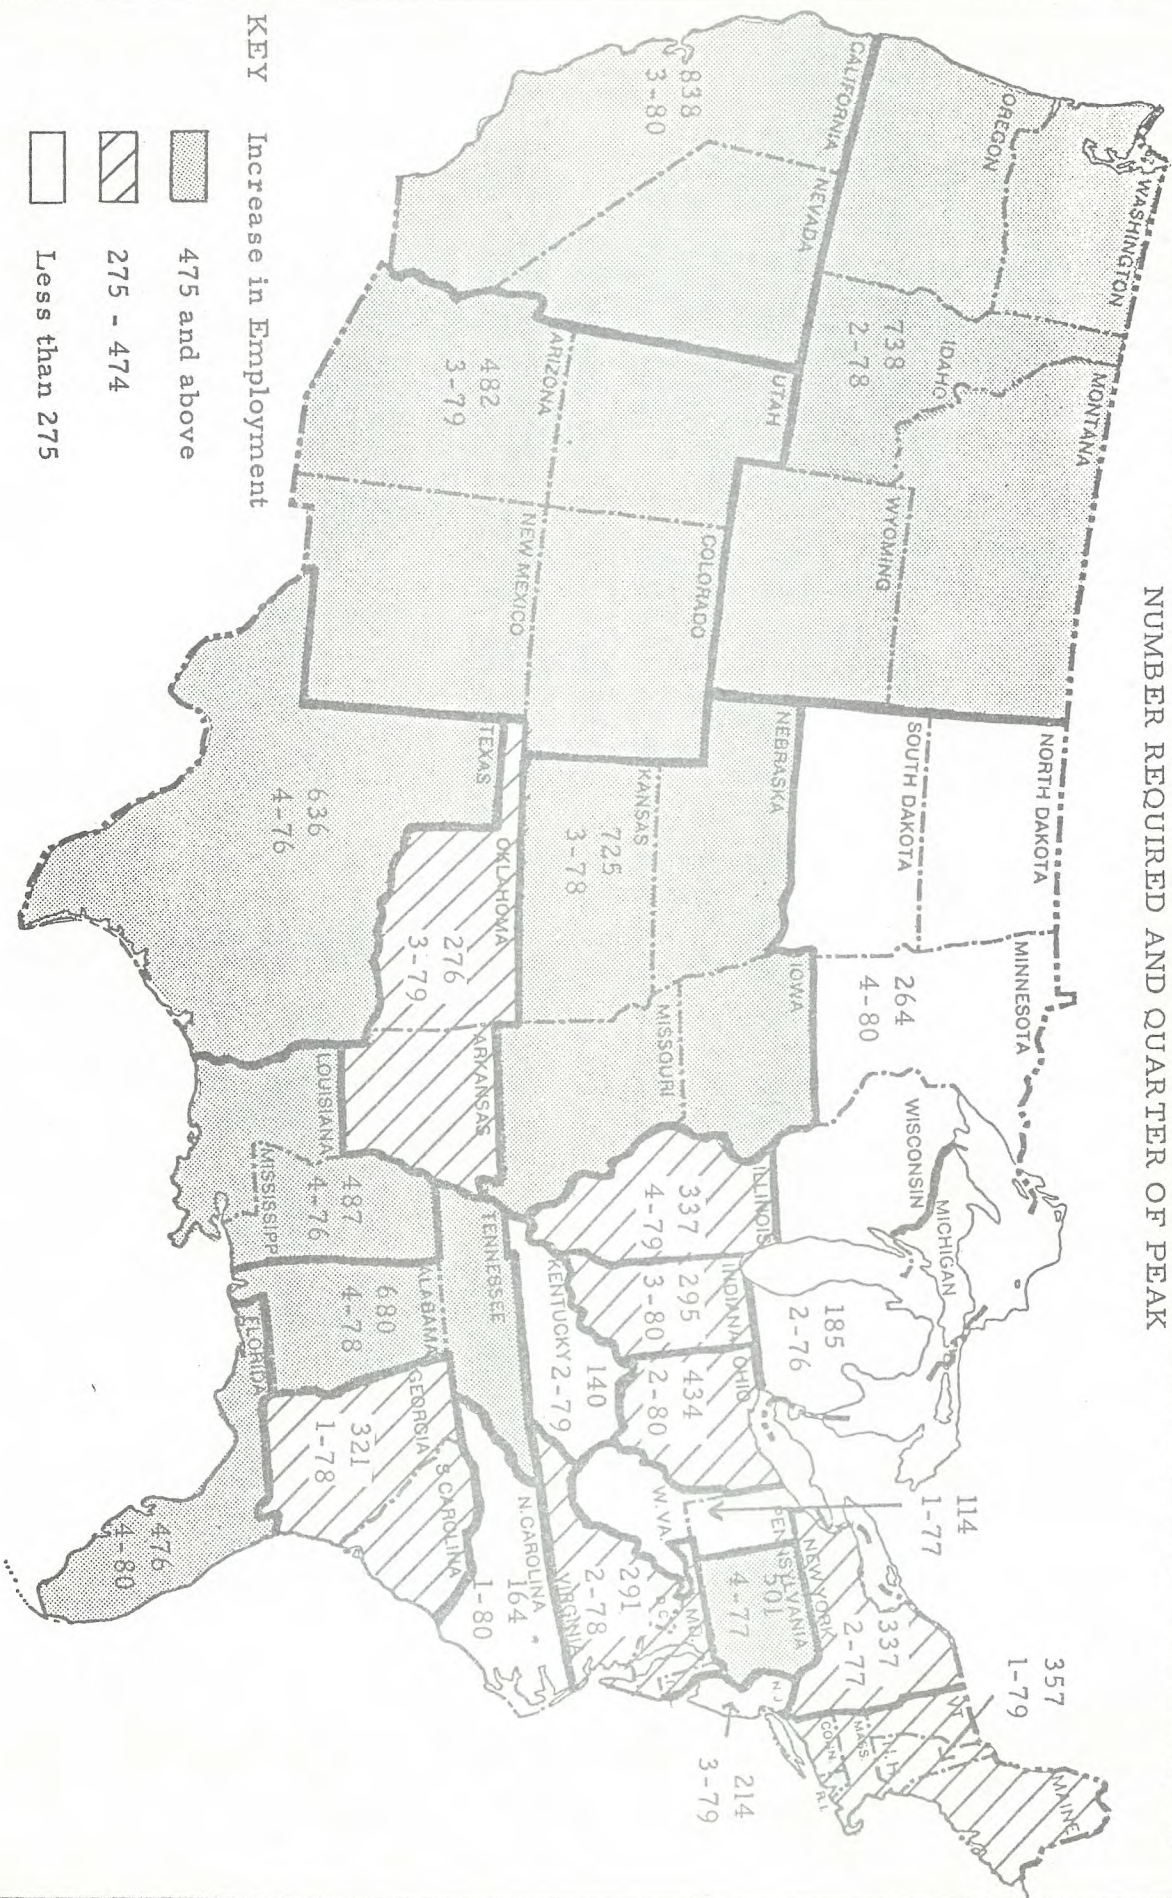 NUMBER REQUIRED AND QUARTER OF PEAK
WASHINGTON
OREGON
IDAHO
738
2-78
MONTANA
WYOMING
CALIFORNIA
838
3-80
NEVADA
UTAH
ARIZONA
482
3-79
COLORADO
NEW MEXICO
NORTH DAKOTA
SOUTH DAKOTA
MINNESOTA
264
4-80
WISCONSIN
MICHIGAN
185
2-76
NEBRASKA
IOWA
KANSAS
725
3-78
MISSOURI
TEXAS
636
4-76
OKLAHOMA
276
3-79
ARKANSAS
LOUISIANA
MISSISSIPP
487
4-76
ILLINOIS
337
4-79
INDIANA
295
3-80
OHIO
434
2-80
KENTUCKY
140
2-79
TENNESSEE
ALABAMA
680
4-78
GEORGIA
321
1-78
S. CAROLINA
FLORIDA
476
4-80
N. CAROLINA
164
1-80
VIRGINIA
291
2-78
W. VA.
D.C.
MD.
114
1-77
PENNSYLVANIA
501
4-77
NEW YORK
337
2-77
N.J.
214
3-79
357
1-79
VT
N.H.
MASS.
CONN.
R.I.
MAINE
KEY Increase in Employment
475 and above
275 - 474
Less than 275